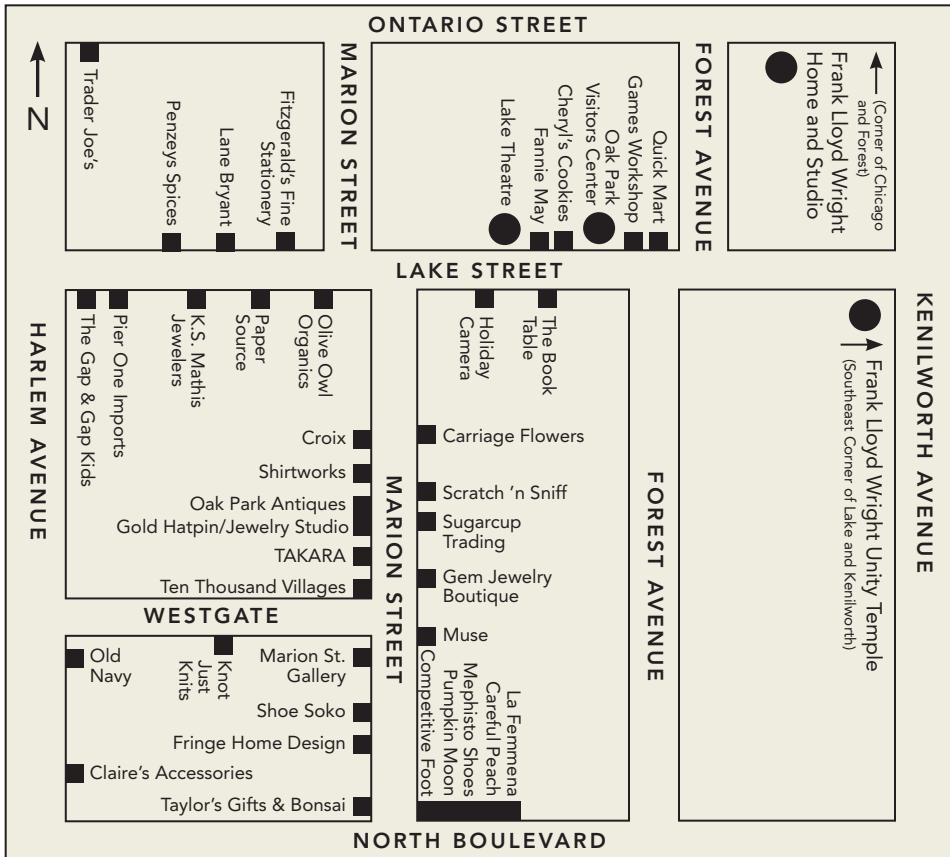 ONTARIO STREET
N
Trader Joe's
Penzeys Spices
Lane Bryant
Fitzgerald's Fine
Stationery
MARION STREET
Lake Theatre
Fannie May
Cheryl's Cookies
Oak Park
Visitors Center
Games Workshop
Quick Mart
FOREST AVENUE
Frank Lloyd Wright
Home and Studio
(Corner of Chicago
and Forest)
LAKE STREET
HARLEM AVENUE
The Gap & Gap Kids
Pier One Imports
K.S. Mathis
Jewelers
Paper
Source
Olive Owl
Organics
Croix
Shirtworks
Oak Park Antiques
Gold Hatpin/Jewelry Studio
TAKARA
Ten Thousand Villages
MARION STREET
Holiday
Camera
The Book
Table
Carriage Flowers
Scratch 'n Sniff
Sugarcup
Trading
Gem Jewelry
Boutique
Muse
Competitive Foot
Pumpkin Moon
Mephisto Shoes
Careful Peach
La Femmena
FOREST AVENUE
Frank Lloyd Wright Unity Temple
(Southeast Corner of Lake and Kenilworth)
KENILWORTH AVENUE
WESTGATE
Old
Navy
Knot
Just
Knits
Marion St.
Gallery
Shoe Soko
Fringe Home Design
Claire's Accessories
Taylor's Gifts & Bonsai
NORTH BOULEVARD